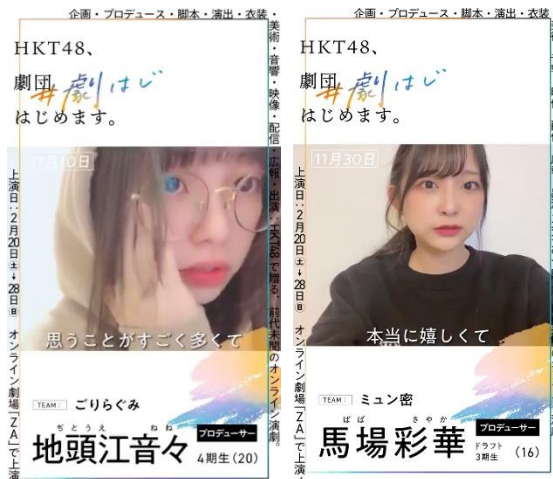 企画・プロデュース・脚本・演出・衣装・美術・音響・映像・配信・広報・出演、HKT48で贈る、前代未聞のオンライン演劇。
HKT48、
劇団
#劇はじ
はじめます。
11月30日
上演日:2月20日土→28日日 オンライン劇場「ZA」で上演
思うことがすごく多くて
TEAM: ごりらぐみ
ぢとうえ ねね
地頭江音々
プロデューサー
4期生(20)
企画・プロデュース・脚本・演出・衣装・
HKT48、
劇団
#劇はじ
はじめます。
11月30日
上演日:2月20日土→28日日 オンライン劇場「ZA」で上演
本当に嬉しくて
TEAM: ミュン密
ばば さやか
馬場彩華
プロデューサー
ドラフト
3期生
(16)